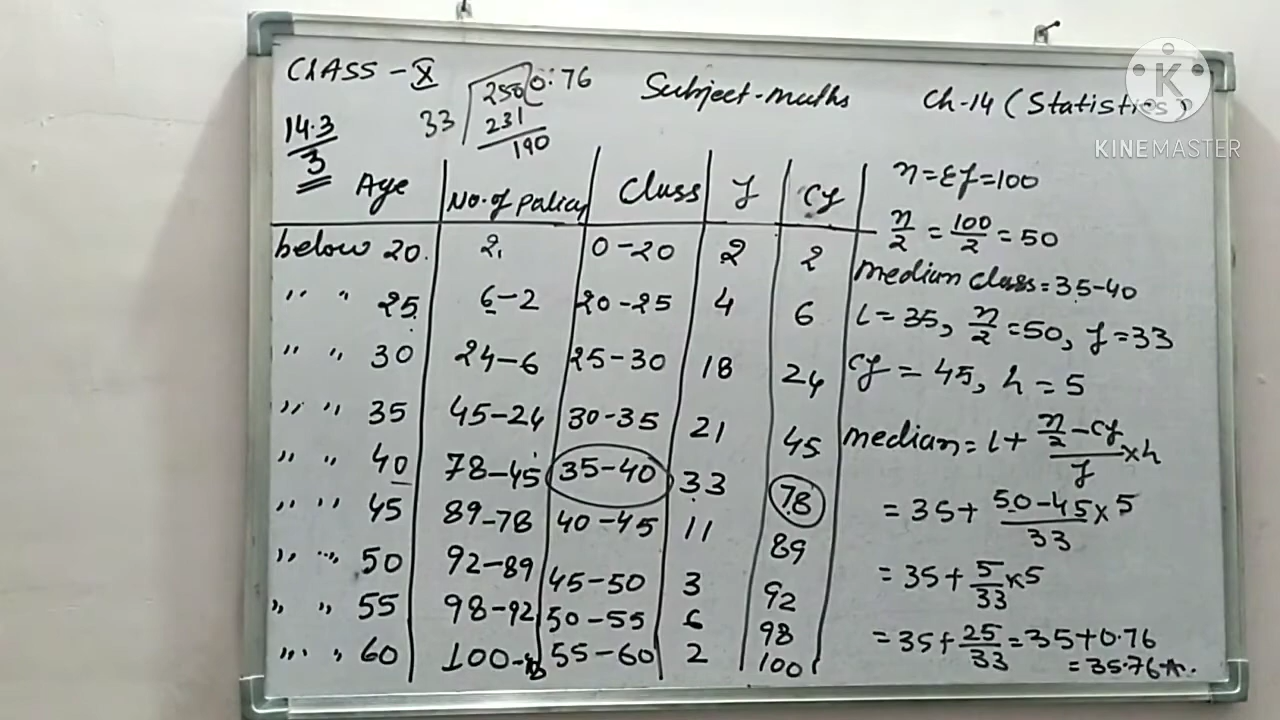 CLASS - X
Subject - maths
Ch-14 (Statistics)
K
KINEMASTER
14.3
3
33 250 0.76
231
190
Age No. of policy Class f cf
below 20. 2. 0-20 2 2
" " 25 6-2 20-25 4 6
" " 30 24-6 25-30 18 24
" " 35 45-24 30-35 21 45
" " 40 78-45 35-40 33 78
" " 45 89-78 40-45 11 89
" " 50 92-89 45-50 3 92
" " 55 98-92 50-55 6 98
" " 60 100- 55-60 2 100
n=Σf=100
n/2 = 100/2 = 50
median class = 35-40
l = 35, n/2 = 50, f = 33
cf = 45, h = 5
median = l + (n/2 - cf)/f × h
= 35 + (50-45)/33 × 5
= 35 + 5/33 × 5
= 35 + 25/33 = 35 + 0.76
= 35.76 A.